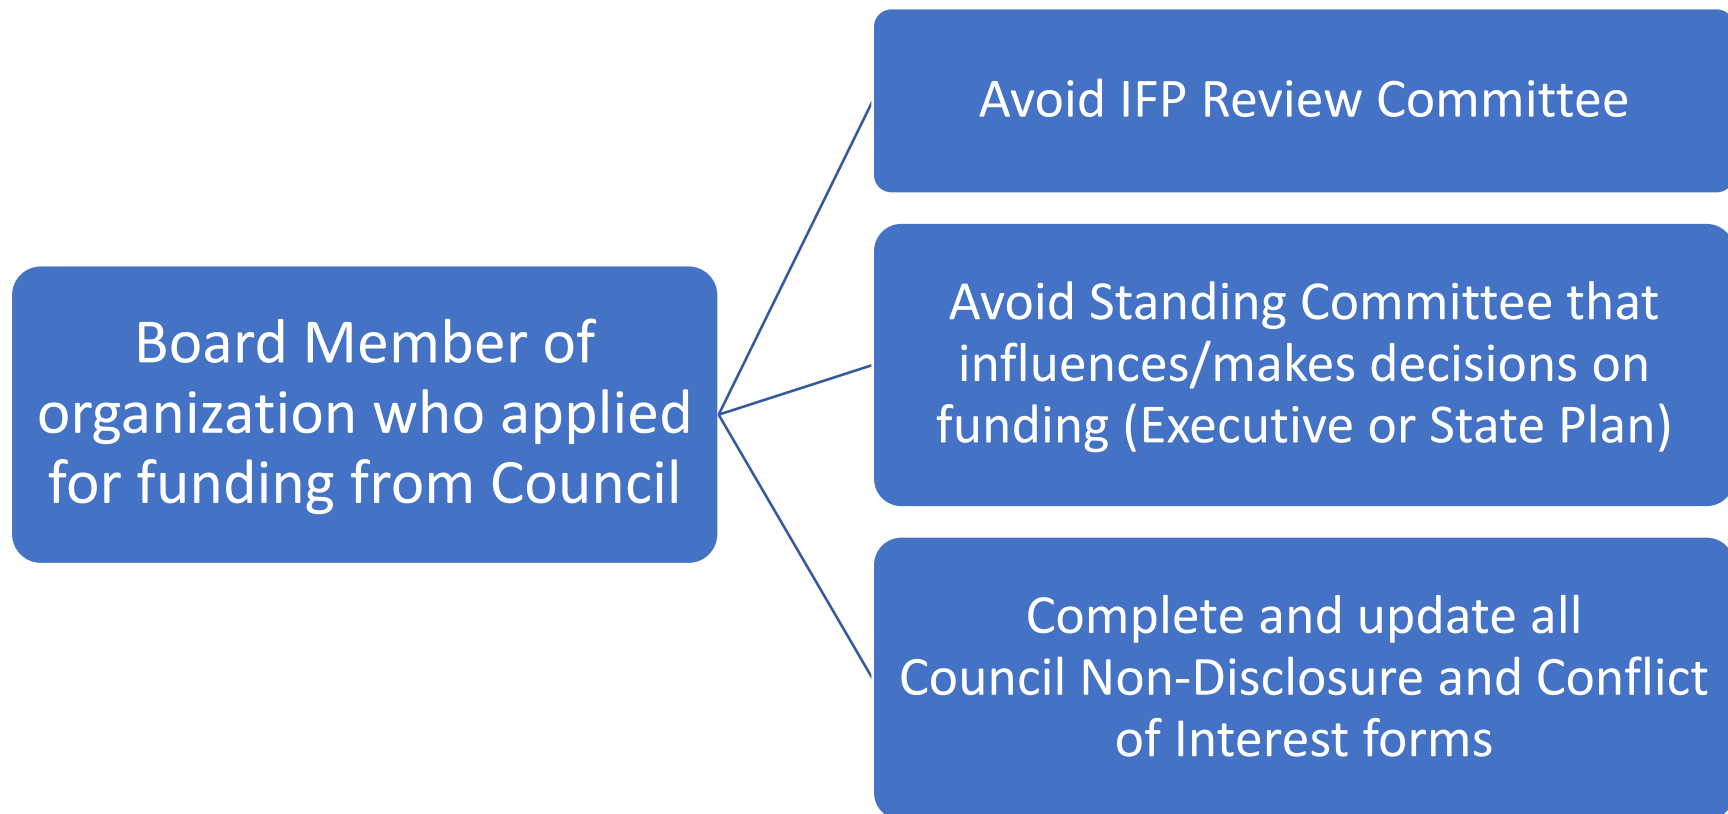 Board Member of
organization who applied
for funding from Council
Avoid IFP Review Committee
Avoid Standing Committee that
influences/makes decisions on
funding (Executive or State Plan)
Complete and update all
Council Non-Disclosure and Conflict
of Interest forms